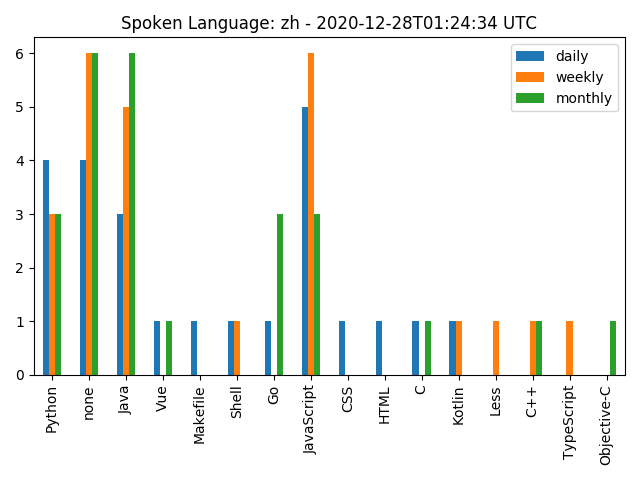 Spoken Language: zh - 2020-12-28T01:24:34 UTC
daily
weekly
monthly
6
5
4
3
2
1
0
Python
none
Java
Vue
Makefile
Shell
Go
JavaScript
CSS
HTML
C
Kotlin
Less
C++
TypeScript
Objective-C